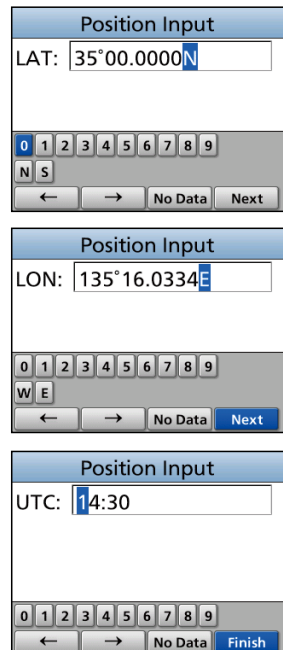 Position Input
LAT: 35°00.0000N
0 1 2 3 4 5 6 7 8 9
N S
← → No Data Next
Position Input
LON: 135°16.0334E
0 1 2 3 4 5 6 7 8 9
W E
← → No Data Next
Position Input
UTC: 14:30
0 1 2 3 4 5 6 7 8 9
← → No Data Finish